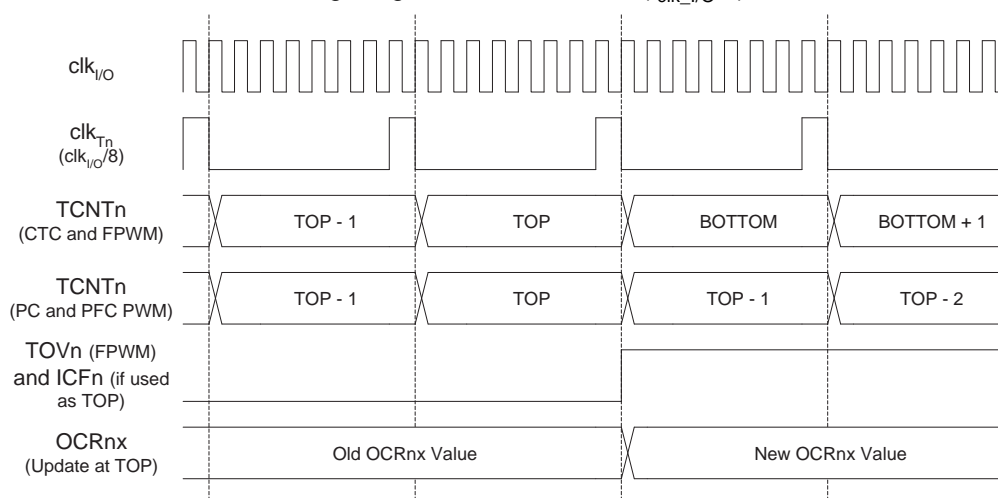 clkI/O
clkTn
(clkI/O/8)
TCNTn
(CTC and FPWM)
TOP - 1
TOP
BOTTOM
BOTTOM + 1
TCNTn
(PC and PFC PWM)
TOP - 1
TOP
TOP - 1
TOP - 2
TOVn (FPWM)
and ICFn (if used
as TOP)
OCRnx
(Update at TOP)
Old OCRnx Value
New OCRnx Value